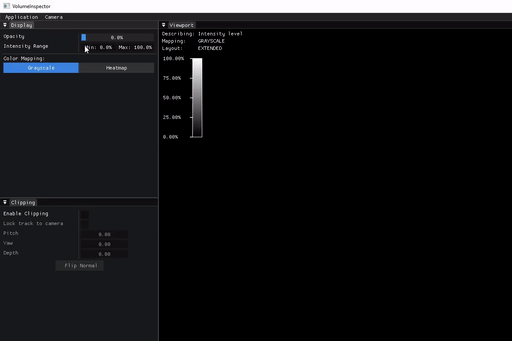 VolumeInspector
Application Camera
Display
Opacity 0.0%
Intensity Range Min: 0.0% Max: 100.0%
Color Mapping:
Grayscale Heatmap
Clipping
Enable Clipping
Lock track to camera
Pitch 0.00
Yaw 0.00
Depth 0.00
Flip Normal
Viewport
Describing: Intensity level
Mapping: GRAYSCALE
Layout: EXTENDED
100.00%
75.00%
50.00%
25.00%
0.00%